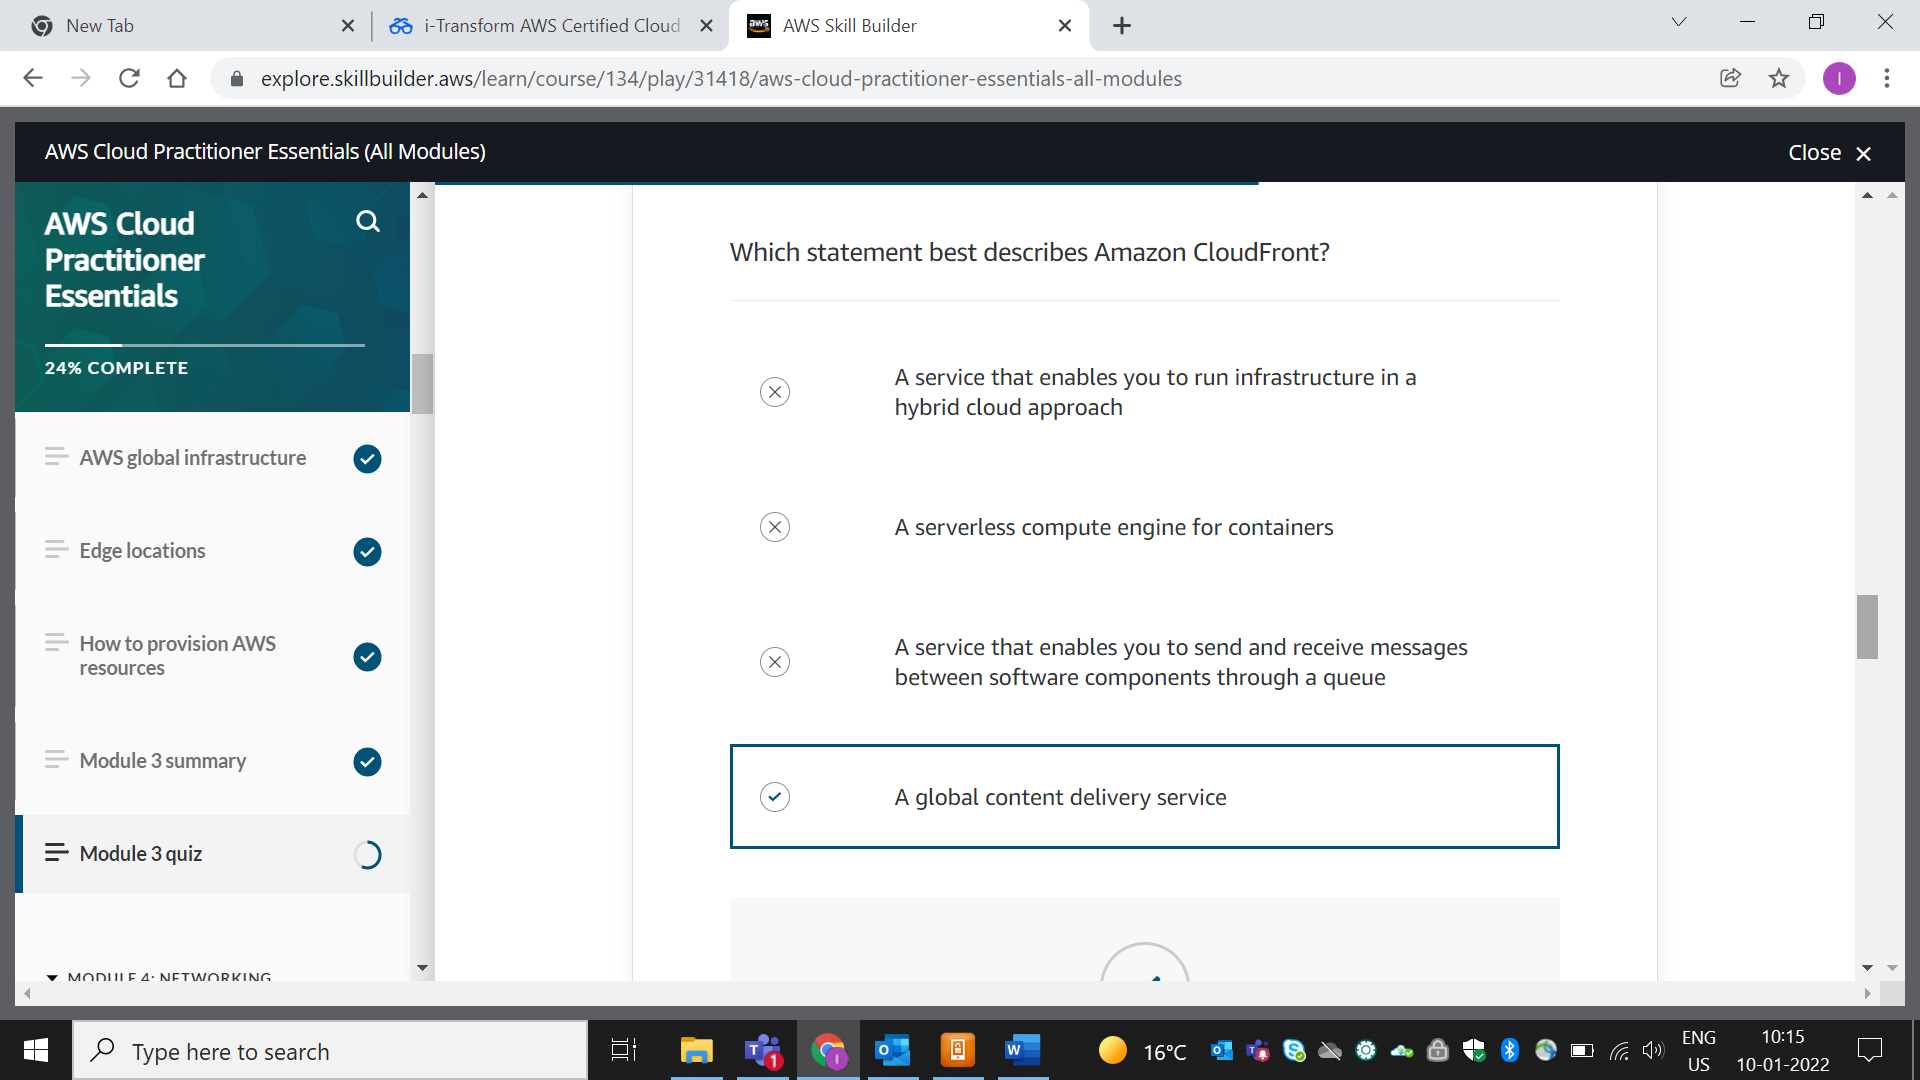 New Tab
i-Transform AWS Certified Cloud
AWS Skill Builder
explore.skillbuilder.aws/learn/course/134/play/31418/aws-cloud-practitioner-essentials-all-modules
I
AWS Cloud Practitioner Essentials (All Modules)
Close
AWS Cloud
Practitioner
Essentials
24% COMPLETE
AWS global infrastructure
Edge locations
How to provision AWS
resources
Module 3 summary
Module 3 quiz
MODULE 4: NETWORKING
Which statement best describes Amazon CloudFront?
A service that enables you to run infrastructure in a
hybrid cloud approach
A serverless compute engine for containers
A service that enables you to send and receive messages
between software components through a queue
A global content delivery service
Type here to search
1
16°C
ENG
US
10:15
10-01-2022